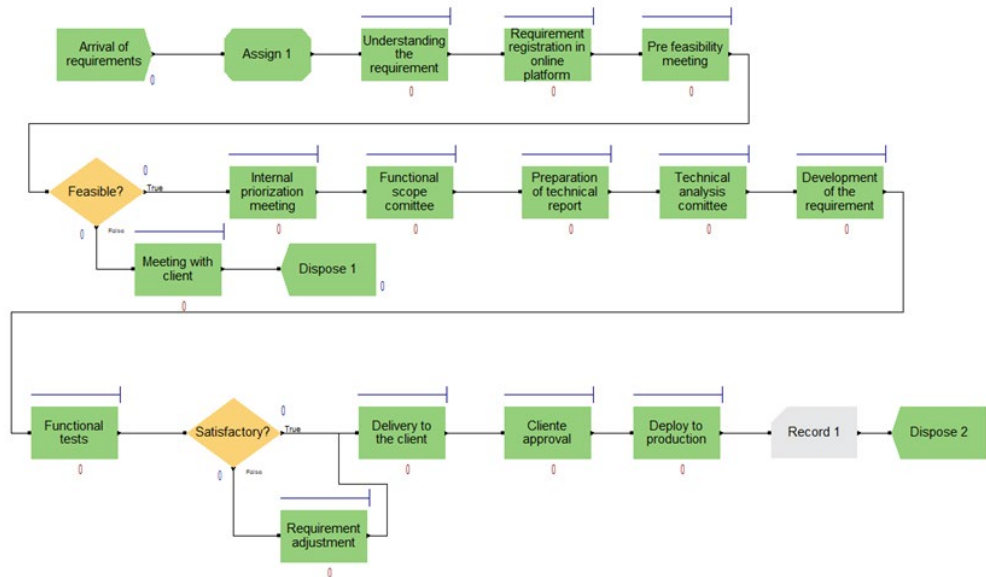 Arrival of
requirements
Assign 1
Understanding
the
requirement
Requirement
registration in
online
platform
Pre feasibility
meeting
0
0
0
0
Feasible?
0
True
0
False
Internal
priorization
meeting
Functional
scope
comittee
Preparation
of technical
report
Technical
analysis
comittee
Development
of the
requirement
0
0
0
0
0
Meeting with
client
Dispose 1
0
0
Functional
tests
Satisfactory?
0
True
0
False
Delivery to
the client
Cliente
approval
Deploy to
production
Record 1
Dispose 2
0
0
0
0
Requirement
adjustment
0